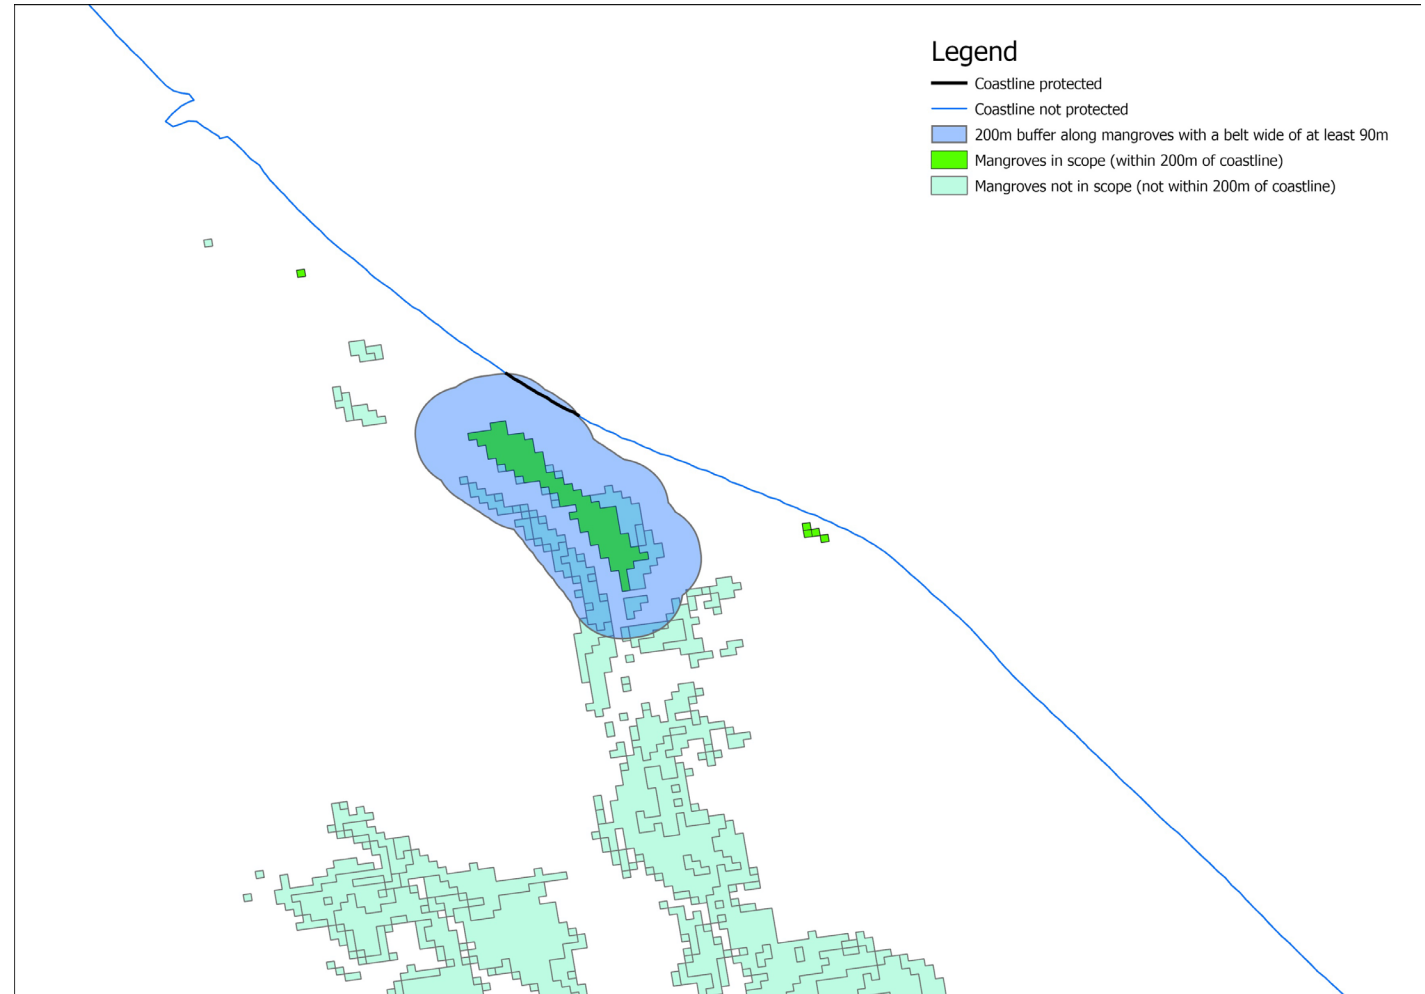 Legend
Coastline protected
Coastline not protected
200m buffer along mangroves with a belt wide of at least 90m
Mangroves in scope (within 200m of coastline)
Mangroves not in scope (not within 200m of coastline)